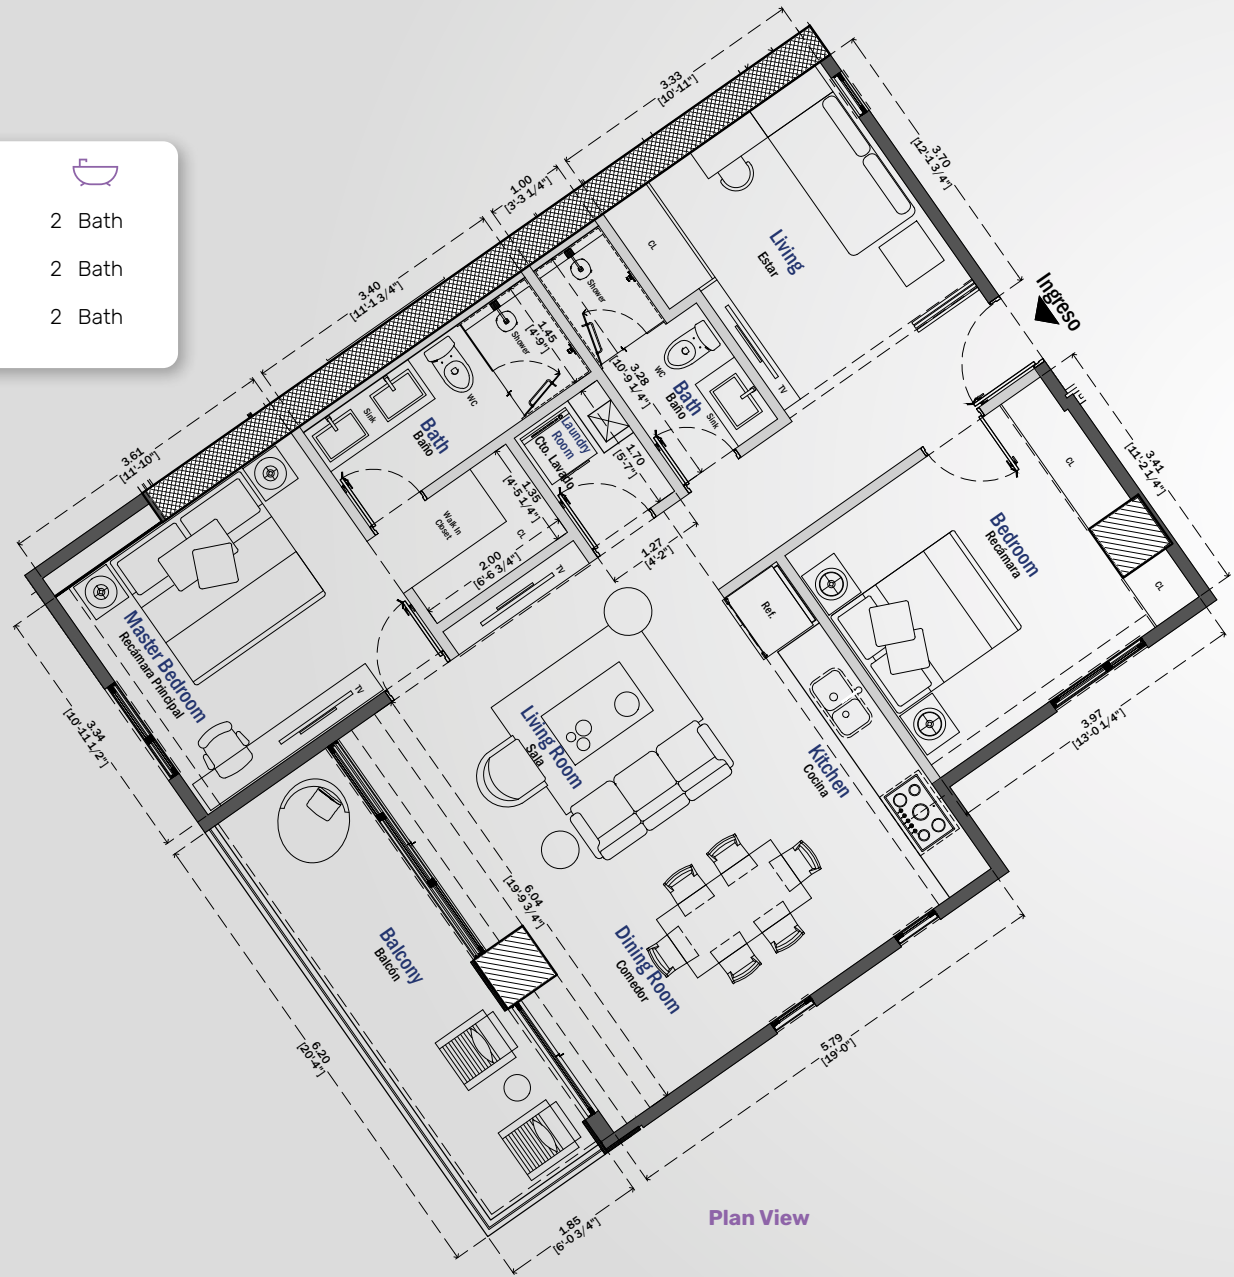 2 Bath
2 Bath
2 Bath
3.33
[10'-11"]
3.70
[12'-1 3/4"]
1.00
[3'-3 1/4"]
3.40
[11'-1 3/4"]
3.61
[11'-10"]
Ingreso
Living
Estar
CL
TV
Shower
1.45
[4'-9"]
Shower
3.28
[10'-9 1/4"]
WC
Bath
Baño
Sink
Sink
WC
Bath
Baño
Laundry
Room
Cto. Lavado
1.70
[5'-7"]
1.35
[4'-5 1/4"]
Walk In
Closet
CL
2.00
[6'-6 3/4"]
TV
1.27
[4'-2"]
CL
3.41
[11'-2 1/4"]
Bedroom
Recámara
CL
Ref.
3.97
[13'-0 1/4"]
Master Bedroom
Recámara Principal
TV
3.34
[10'-11 1/2"]
Living Room
Sala
Kitchen
Cocina
6.04
[19'-9 3/4"]
Balcony
Balcón
Dining Room
Comedor
6.20
[20'-4"]
5.79
[19'-0"]
1.85
[6'-0 3/4"]
Plan View